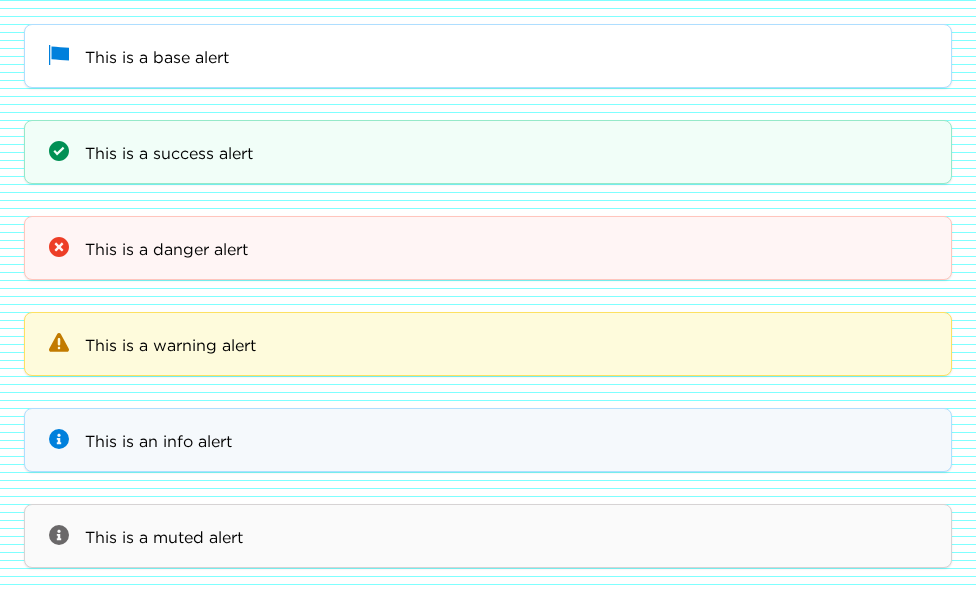 This is a base alert
This is a success alert
This is a danger alert
This is a warning alert
This is an info alert
This is a muted alert